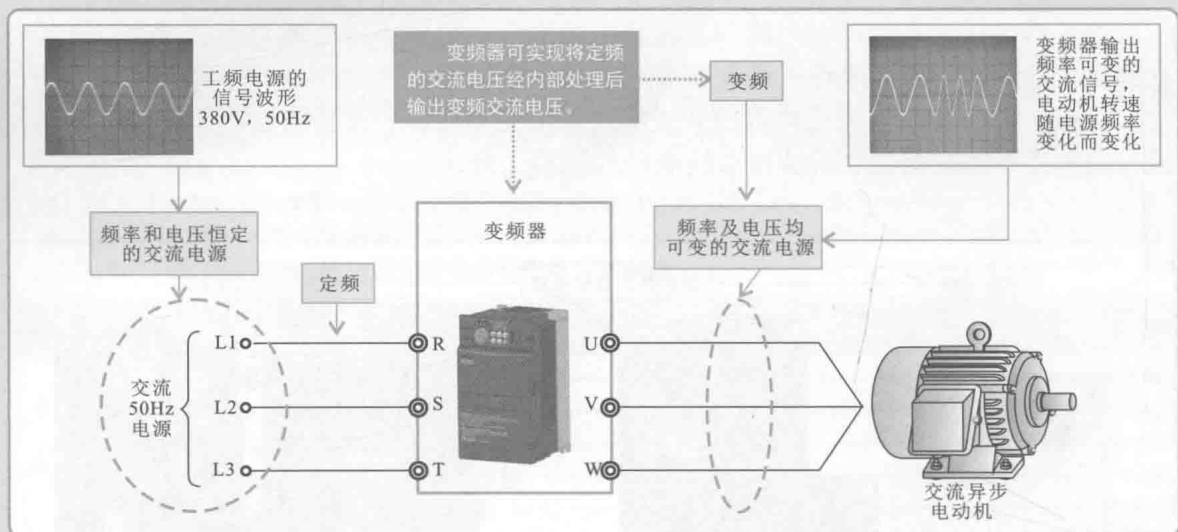 工频电源的
信号波形
380V，50Hz
变频器可实现将定频
的交流电压经内部处理后
输出变频交流电压。
变频
变频器输出
频率可变的
交流信号，
电动机转速
随电源频率
变化而变化
频率和电压恒定
的交流电源
定频
变频器
频率及电压均
可变的交流电源
交流
50Hz
电源
L1
L2
L3
R
S
T
U
V
W
交流异步
电动机